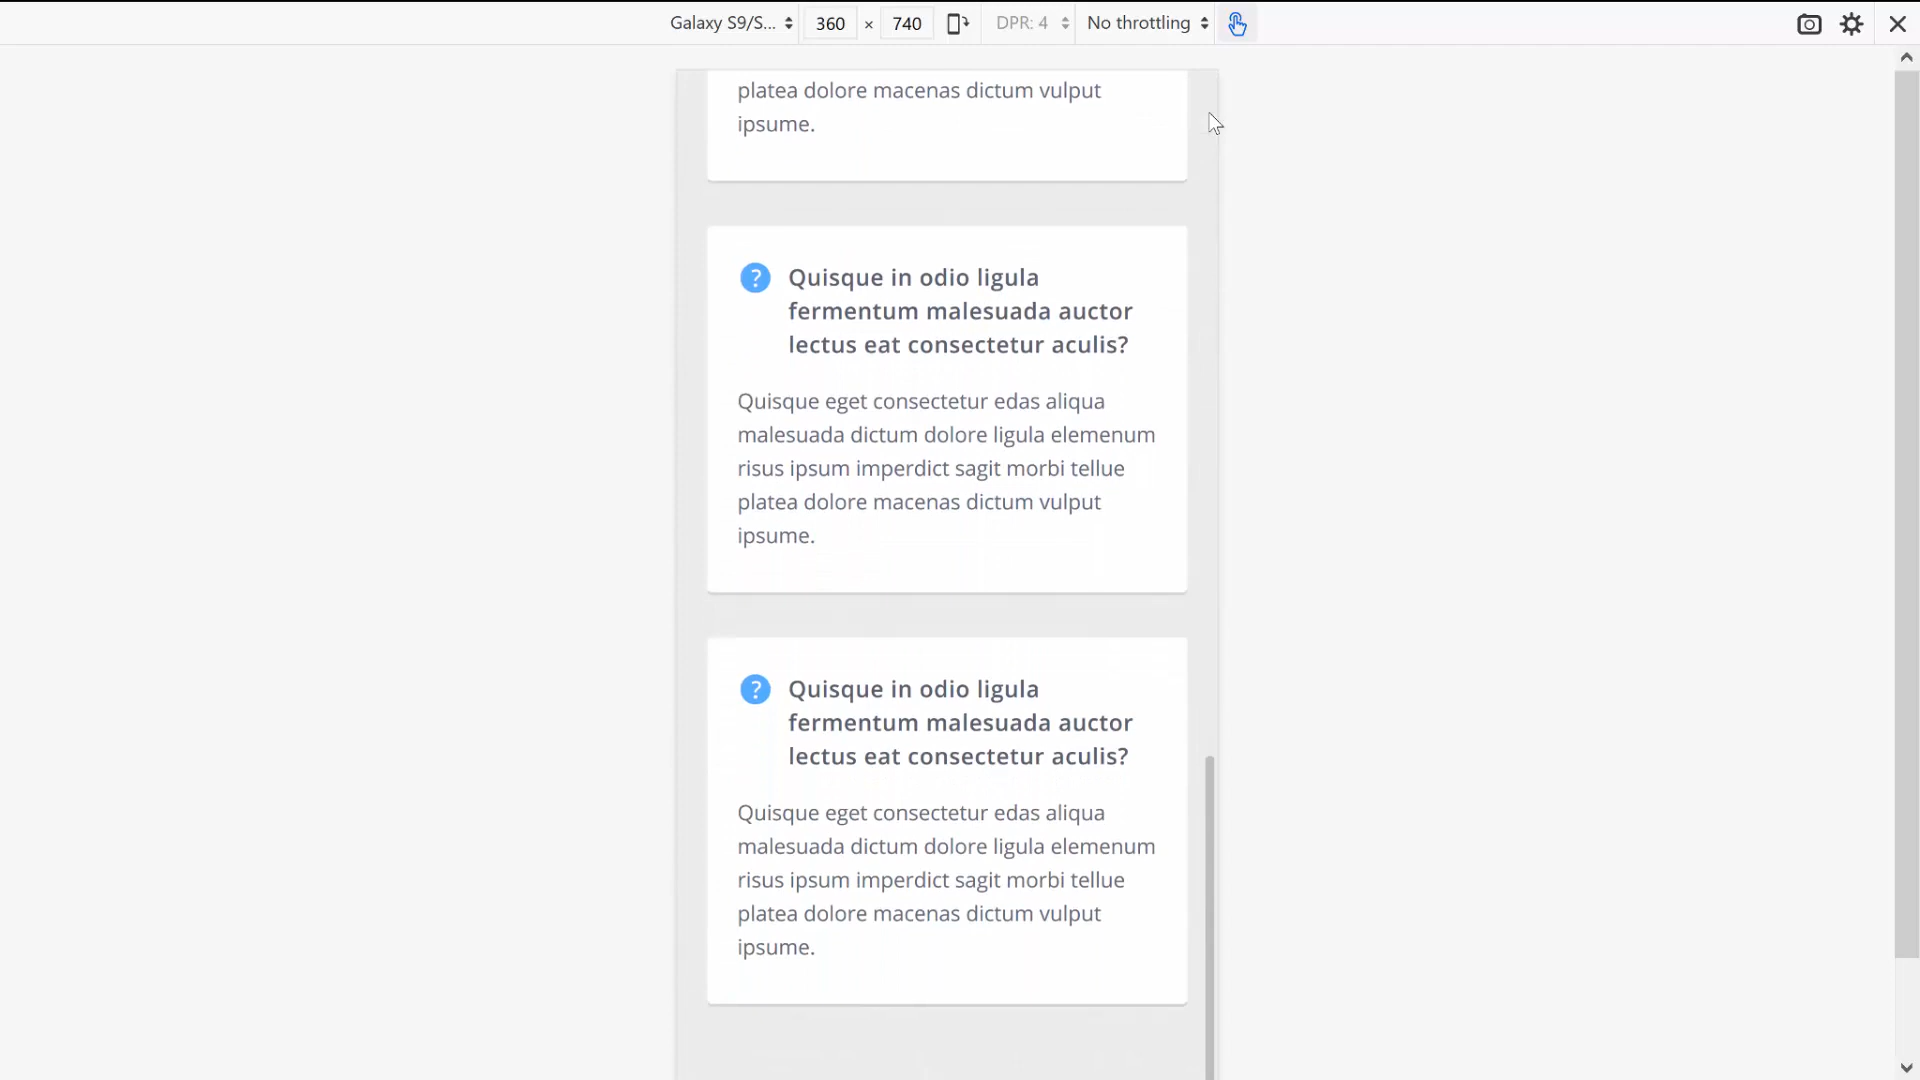 Galaxy S9/S... 360 × 740 DPR: 4 No throttling
platea dolore macenas dictum vulput
ipsume.
? Quisque in odio ligula
fermentum malesuada auctor
lectus eat consectetur aculis?
Quisque eget consectetur edas aliqua
malesuada dictum dolore ligula elemenum
risus ipsum imperdict sagit morbi tellue
platea dolore macenas dictum vulput
ipsume.
? Quisque in odio ligula
fermentum malesuada auctor
lectus eat consectetur aculis?
Quisque eget consectetur edas aliqua
malesuada dictum dolore ligula elemenum
risus ipsum imperdict sagit morbi tellue
platea dolore macenas dictum vulput
ipsume.